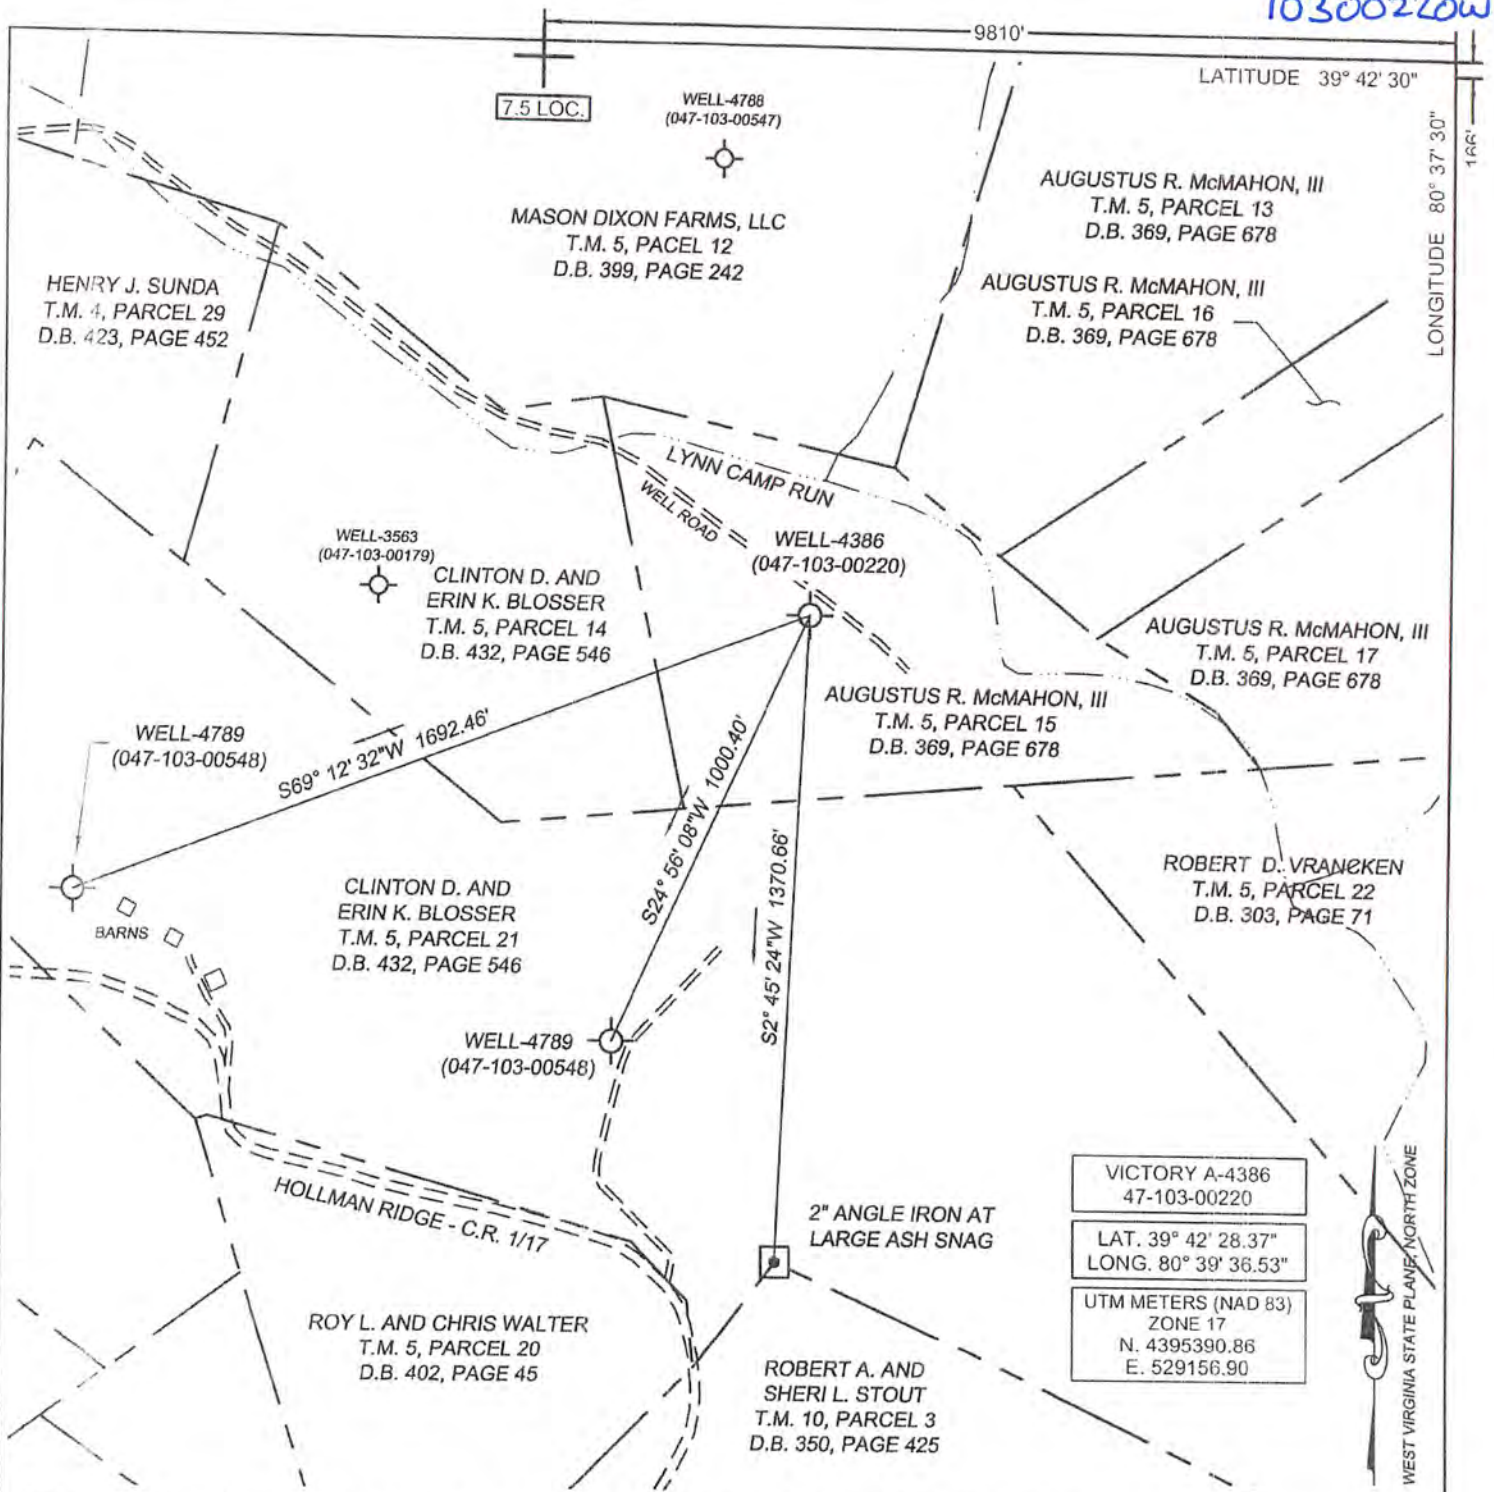 10300220W
9810'
LATITUDE 39° 42' 30"
LONGITUDE 80° 37' 30"
166'
7.5 LOC.
WELL-4788
(047-103-00547)
MASON DIXON FARMS, LLC
T.M. 5, PACEL 12
D.B. 399, PAGE 242
AUGUSTUS R. McMAHON, III
T.M. 5, PARCEL 13
D.B. 369, PAGE 678
AUGUSTUS R. McMAHON, III
T.M. 5, PARCEL 16
D.B. 369, PAGE 678
HENRY J. SUNDA
T.M. 4, PARCEL 29
D.B. 423, PAGE 452
LYNN CAMP RUN
WELL ROAD
WELL-3563
(047-103-00179)
WELL-4386
(047-103-00220)
CLINTON D. AND
ERIN K. BLOSSER
T.M. 5, PARCEL 14
D.B. 432, PAGE 546
AUGUSTUS R. McMAHON, III
T.M. 5, PARCEL 17
D.B. 369, PAGE 678
AUGUSTUS R. McMAHON, III
T.M. 5, PARCEL 15
D.B. 369, PAGE 678
WELL-4789
(047-103-00548)
S69° 12' 32"W 1692.46'
S24° 56' 08"W 1000.40'
S2° 45' 24"W 1370.66'
ROBERT D. VRANCKEN
T.M. 5, PARCEL 22
D.B. 303, PAGE 71
CLINTON D. AND
ERIN K. BLOSSER
T.M. 5, PARCEL 21
D.B. 432, PAGE 546
BARNS
WELL-4789
(047-103-00548)
HOLLMAN RIDGE - C.R. 1/17
2" ANGLE IRON AT
LARGE ASH SNAG
VICTORY A-4386
47-103-00220
LAT. 39° 42' 28.37"
LONG. 80° 39' 36.53"
UTM METERS (NAD 83)
ZONE 17
N. 4395390.86
E. 529156.90
WEST VIRGINIA STATE PLANE, NORTH ZONE
ROY L. AND CHRIS WALTER
T.M. 5, PARCEL 20
D.B. 402, PAGE 45
ROBERT A. AND
SHERI L. STOUT
T.M. 10, PARCEL 3
D.B. 350, PAGE 425